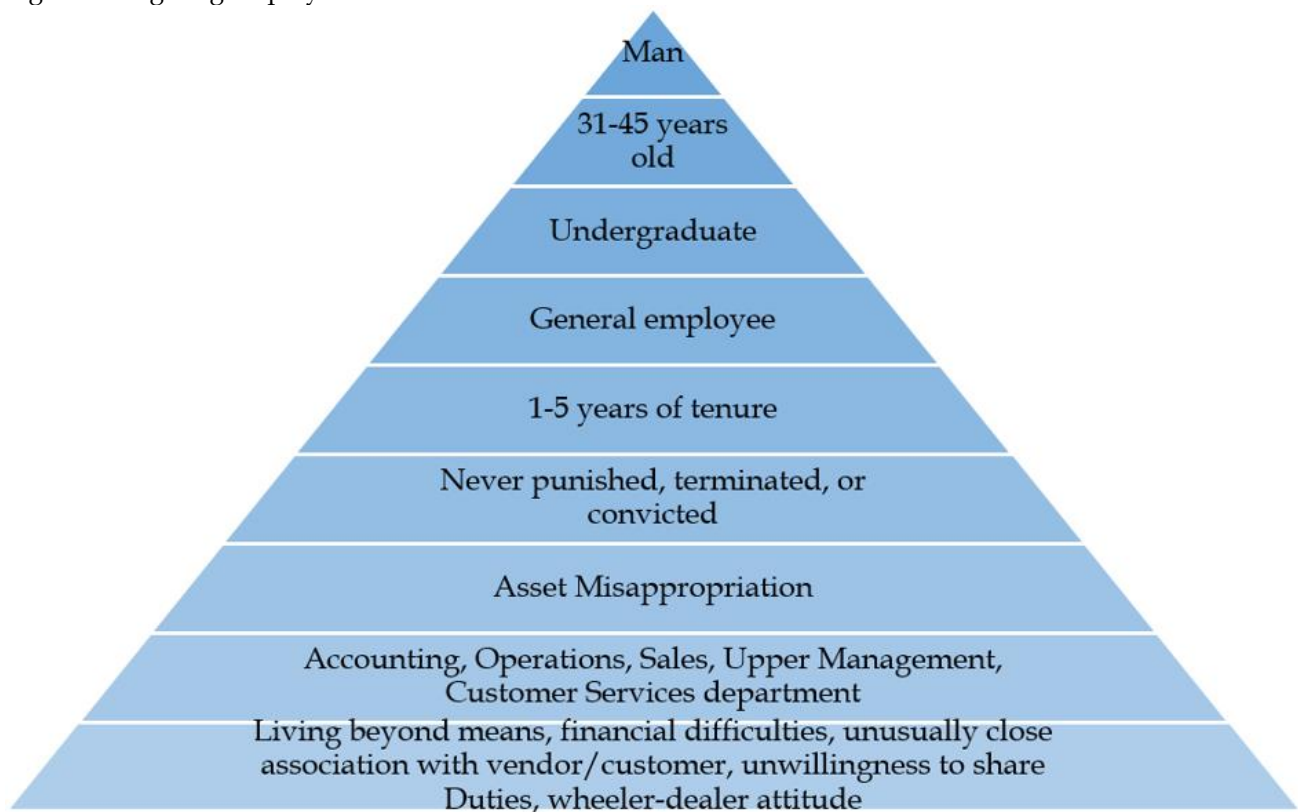 Man
31-45 years
old
Undergraduate
General employee
1-5 years of tenure
Never punished, terminated, or
convicted
Asset Misappropriation
Accounting, Operations, Sales, Upper Management,
Customer Services department
Living beyond means, financial difficulties, unusually close
association with vendor/customer, unwillingness to share
Duties, wheeler-dealer attitude